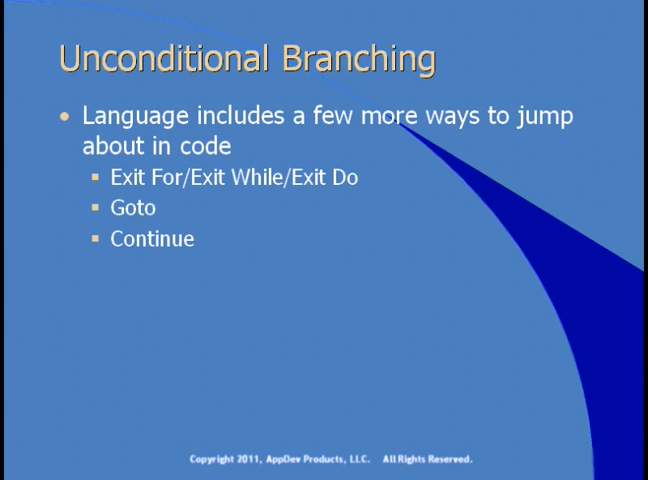 Unconditional Branching
• Language includes a few more ways to jump
about in code
▪ Exit For/Exit While/Exit Do
▪ Goto
▪ Continue
Copyright 2011, AppDev Products, LLC. All Rights Reserved.